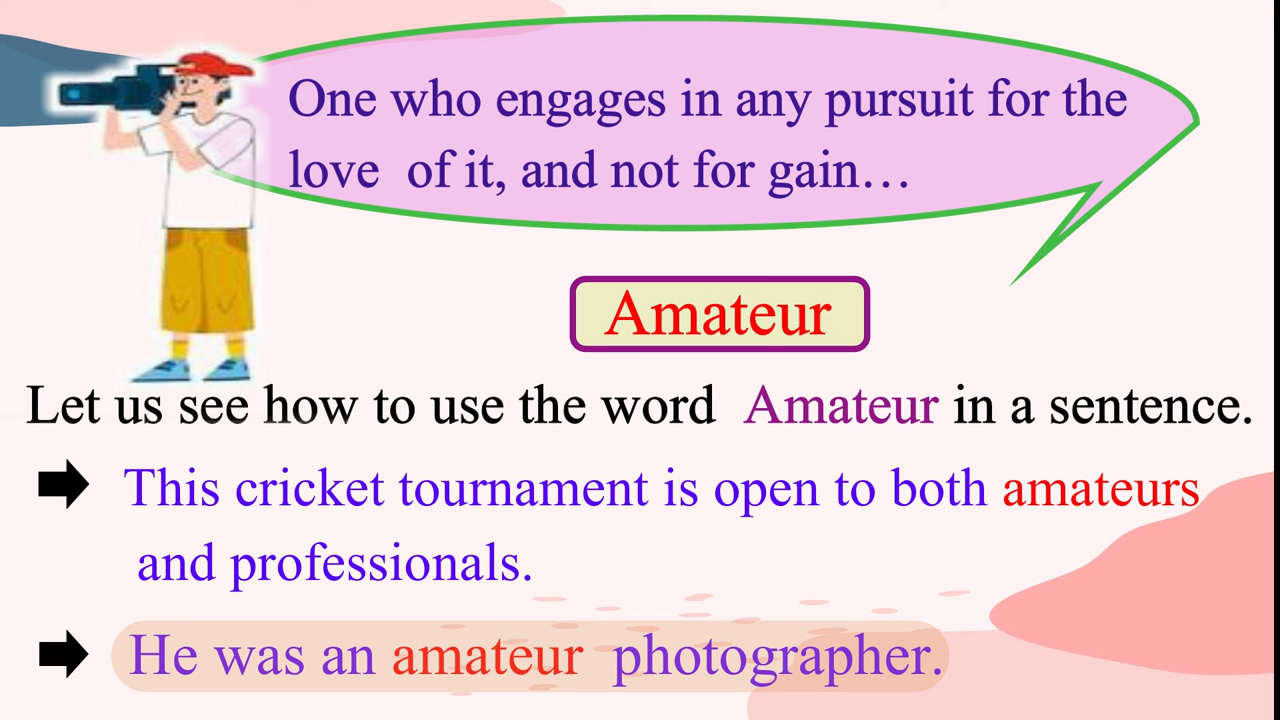 One who engages in any pursuit for the
love of it, and not for gain…
Amateur
Let us see how to use the word Amateur in a sentence.
This cricket tournament is open to both amateurs
and professionals.
He was an amateur photographer.